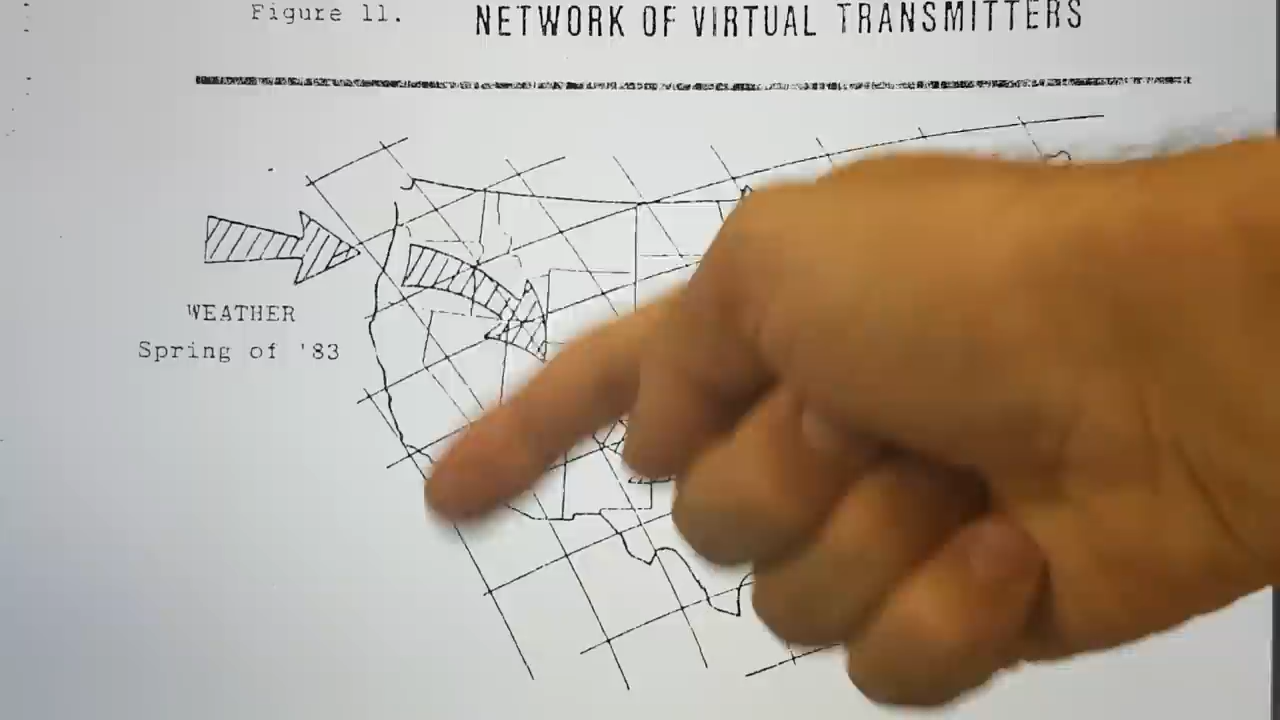 Figure 11.
NETWORK OF VIRTUAL TRANSMITTERS
WEATHER
Spring of '83